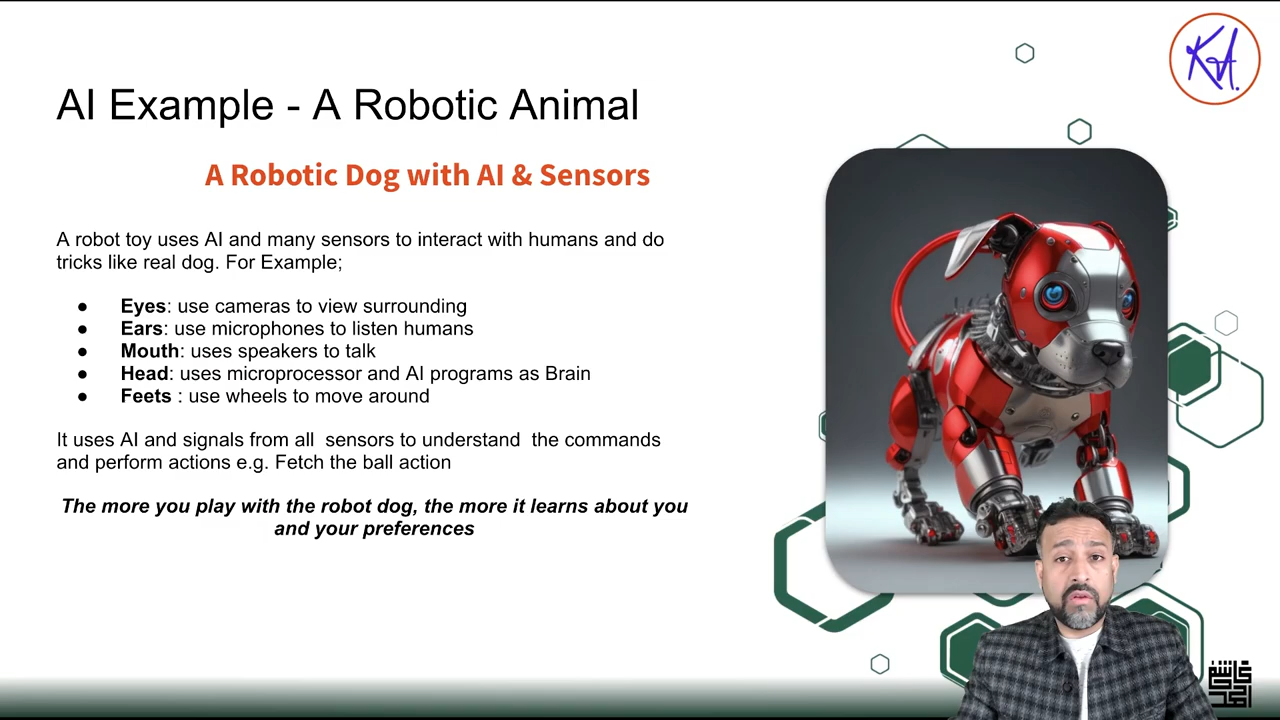 AI Example - A Robotic Animal
A Robotic Dog with AI & Sensors
A robot toy uses AI and many sensors to interact with humans and do
tricks like real dog. For Example;
● Eyes: use cameras to view surrounding
● Ears: use microphones to listen humans
● Mouth: uses speakers to talk
● Head: uses microprocessor and AI programs as Brain
● Feets : use wheels to move around
It uses AI and signals from all  sensors to understand  the commands
and perform actions e.g. Fetch the ball action
The more you play with the robot dog, the more it learns about you
and your preferences